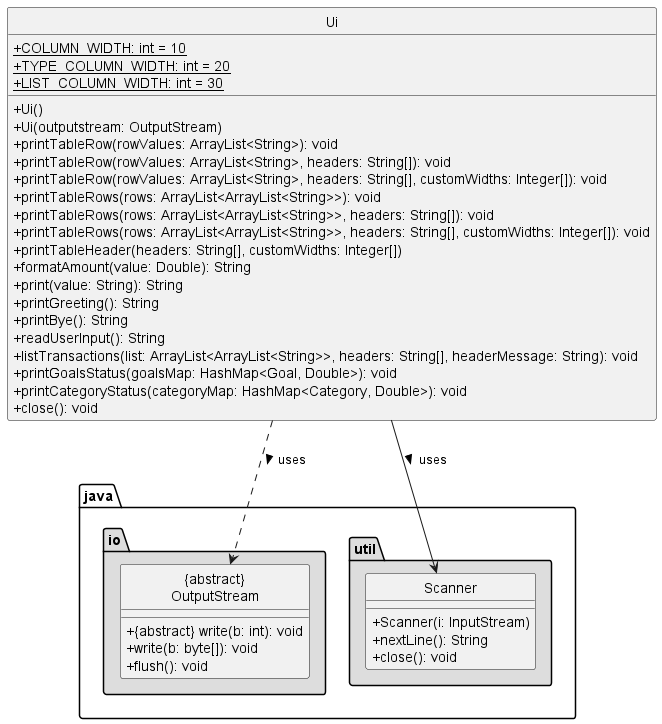 Ui
+COLUMN_WIDTH: int = 10
+TYPE_COLUMN_WIDTH: int = 20
+LIST_COLUMN_WIDTH: int = 30
+Ui()
+Ui(outputstream: OutputStream)
+printTableRow(rowValues: ArrayList<String>): void
+printTableRow(rowValues: ArrayList<String>, headers: String[]): void
+printTableRow(rowValues: ArrayList<String>, headers: String[], customWidths: Integer[]): void
+printTableRows(rows: ArrayList<ArrayList<String>>): void
+printTableRows(rows: ArrayList<ArrayList<String>>, headers: String[]): void
+printTableRows(rows: ArrayList<ArrayList<String>>, headers: String[], customWidths: Integer[]): void
+printTableHeader(headers: String[], customWidths: Integer[])
+formatAmount(value: Double): String
+print(value: String): String
+printGreeting(): String
+printBye(): String
+readUserInput(): String
+listTransactions(list: ArrayList<ArrayList<String>>, headers: String[], headerMessage: String): void
+printGoalsStatus(goalsMap: HashMap<Goal, Double>): void
+printCategoryStatus(categoryMap: HashMap<Category, Double>): void
+close(): void
uses
uses
java
io
{abstract}
OutputStream
+{abstract} write(b: int): void
+write(b: byte[]): void
+flush(): void
util
Scanner
+Scanner(i: InputStream)
+nextLine(): String
+close(): void